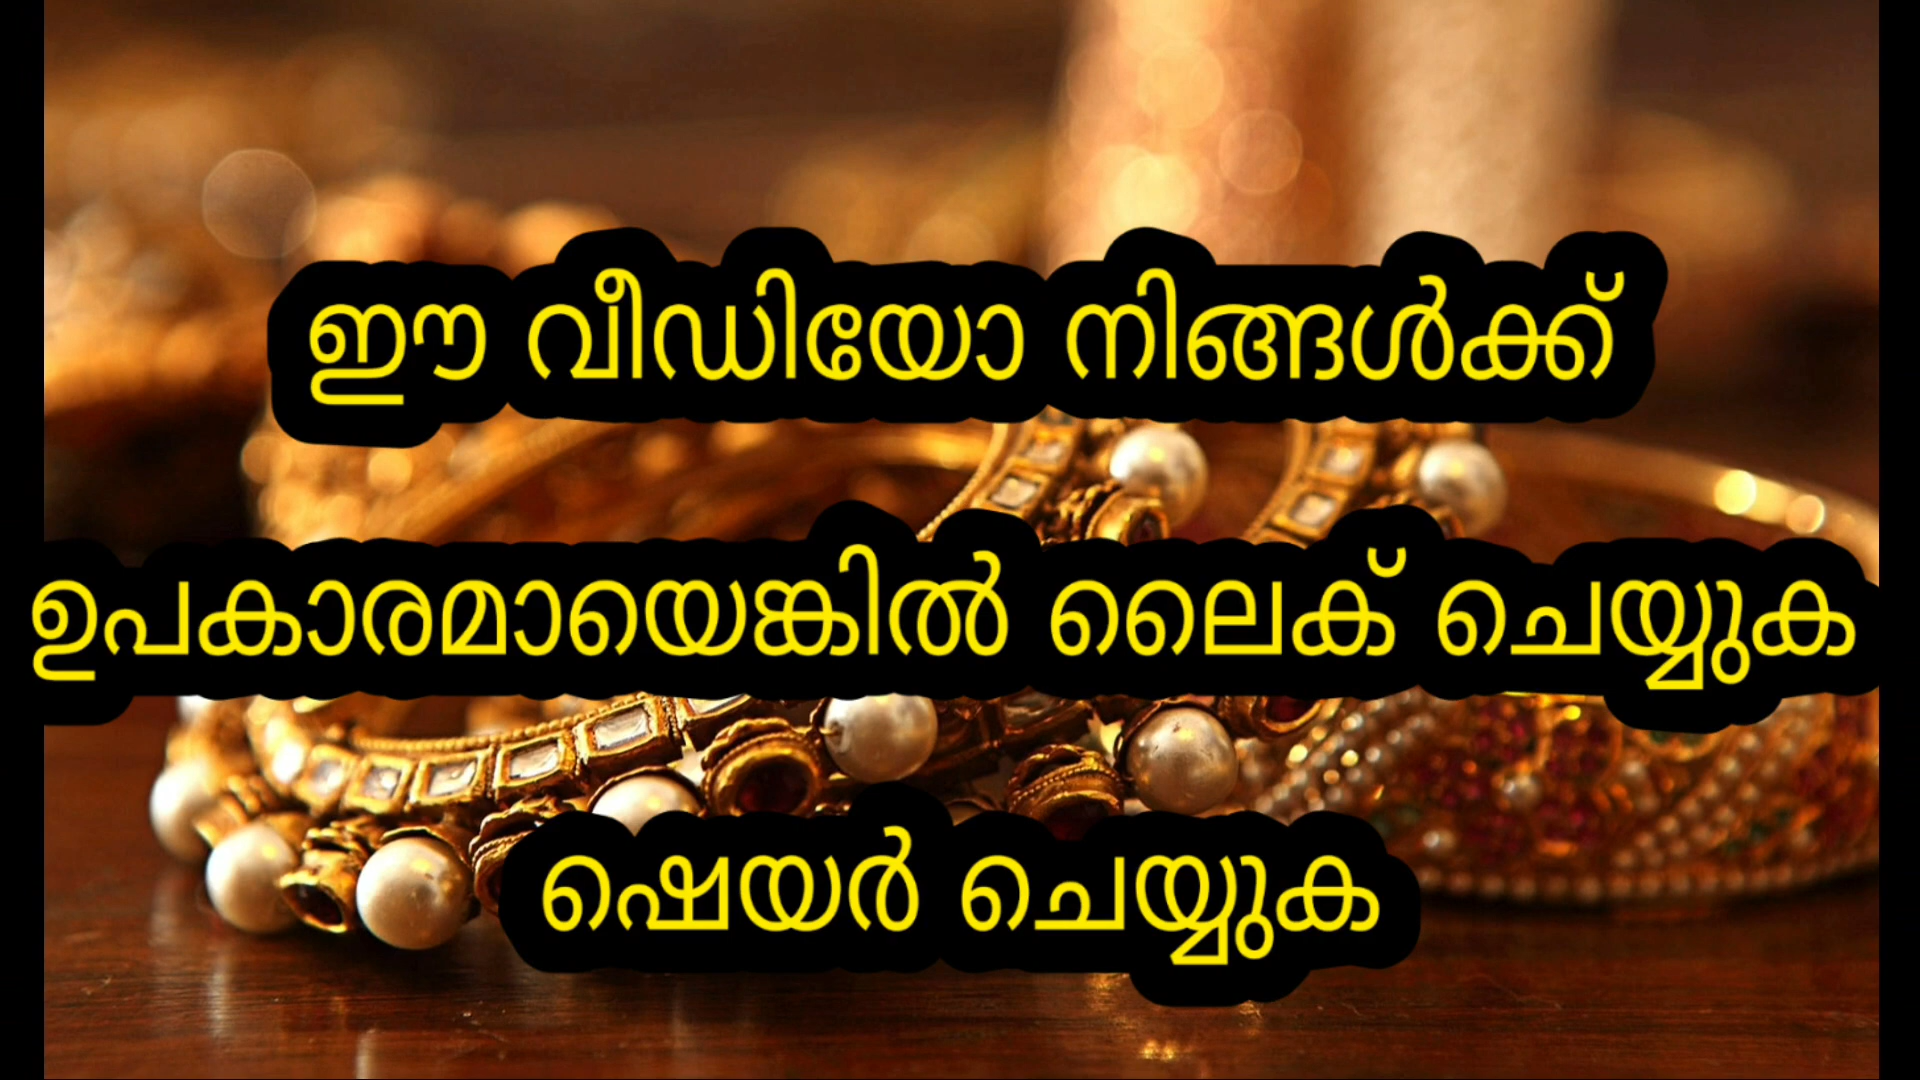 ഈ വീഡിയോ നിങ്ങൾക്ക്
ഉപകാരമായെങ്കിൽ ലൈക് ചെയ്യുക
ഷെയർ ചെയ്യുക